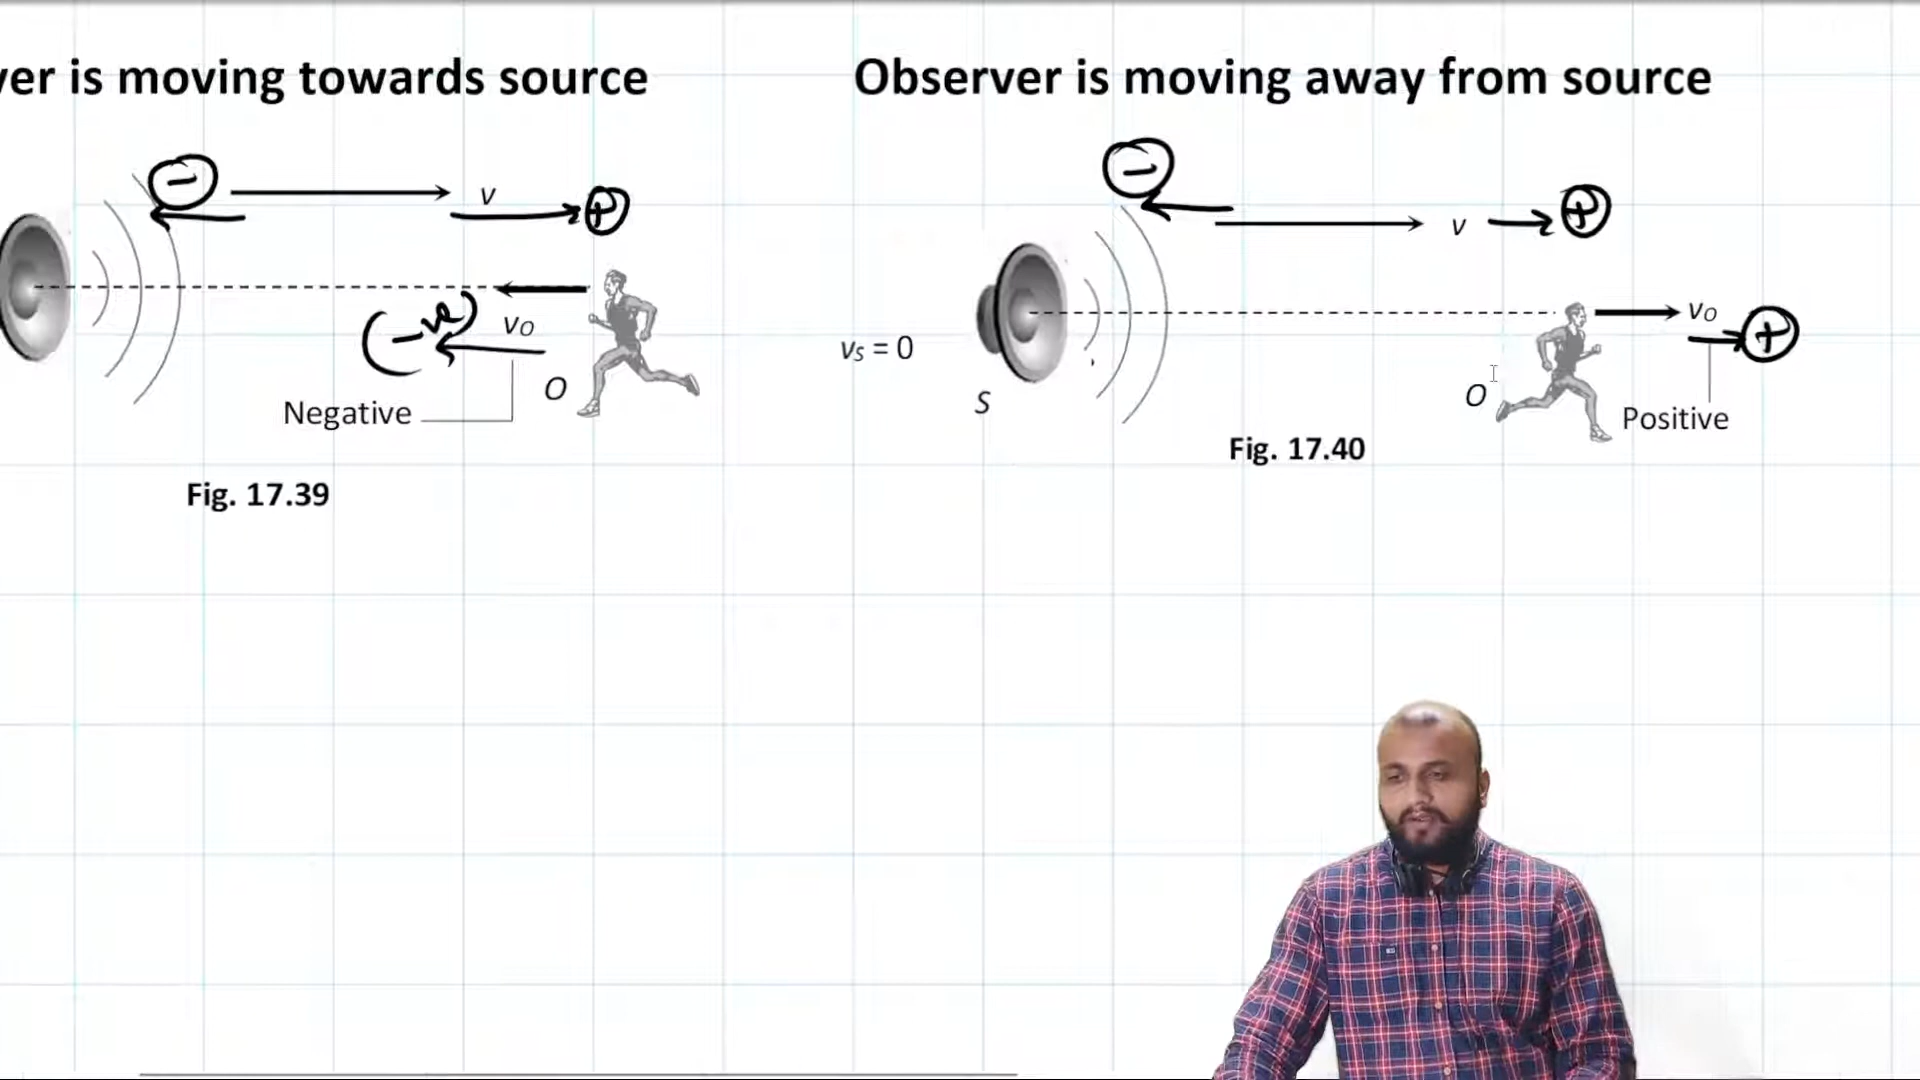 ver is moving towards source
−
v
+
(−ve)
vO
O
Negative
Fig. 17.39
Observer is moving away from source
−
v
+
vO
+
vS = 0
O
S
Positive
Fig. 17.40